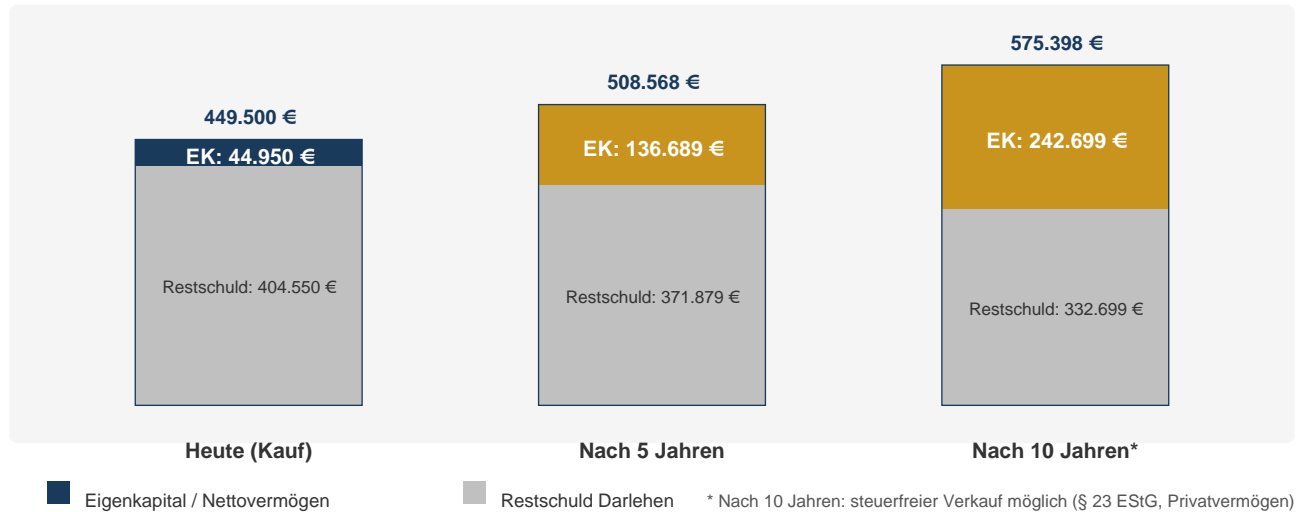 575.398 €
508.568 €
449.500 €
EK: 242.699 €
EK: 136.689 €
EK: 44.950 €
Restschuld: 404.550 €
Restschuld: 371.879 €
Restschuld: 332.699 €
Heute (Kauf)
Nach 5 Jahren
Nach 10 Jahren*
Eigenkapital / Nettovermögen
Restschuld Darlehen
* Nach 10 Jahren: steuerfreier Verkauf möglich (§ 23 EStG, Privatvermögen)